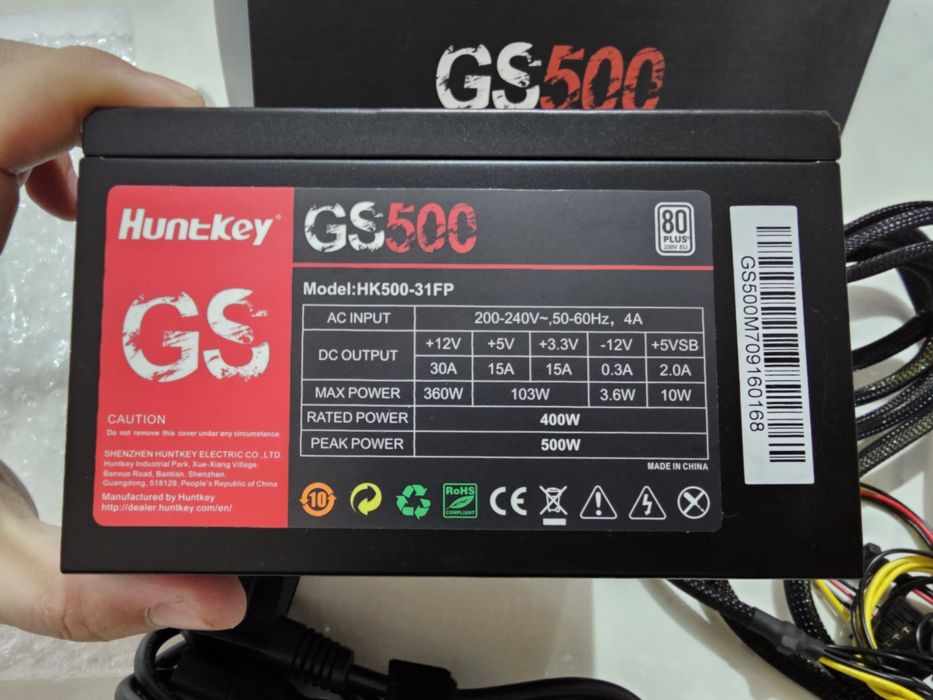 GS500
Huntkey®
GS500
80
PLUS®
230V EU
GS
Model:HK500-31FP
AC INPUT 200-240V~,50-60Hz, 4A
DC OUTPUT +12V +5V +3.3V -12V +5VSB
30A 15A 15A 0.3A 2.0A
MAX POWER 360W 103W 3.6W 10W
RATED POWER 400W
PEAK POWER 500W
MADE IN CHINA
CAUTION
Do not remove this cover under any circumstance
SHENZHEN HUNTKEY ELECTRIC CO.,LTD.
Huntkey Industrial Park, Xue-Xiang Village,
Banxue Road, Bantian, Shenzhen,
Guangdong, 518129, People's Republic of China
Manufactured by Huntkey
http://dealer.huntkey.com/en/
10
RoHS
COMPLIANT
CE
GS500M709160168